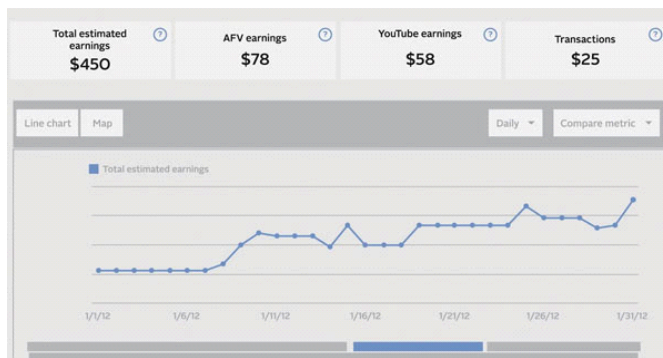 Total estimated
earnings
?
$450
AFV earnings
?
$78
YouTube earnings
?
$58
Transactions
?
$25
Line chart
Map
Daily
Compare metric
Total estimated earnings
1/1/12
1/6/12
1/11/12
1/16/12
1/21/12
1/26/12
1/31/12